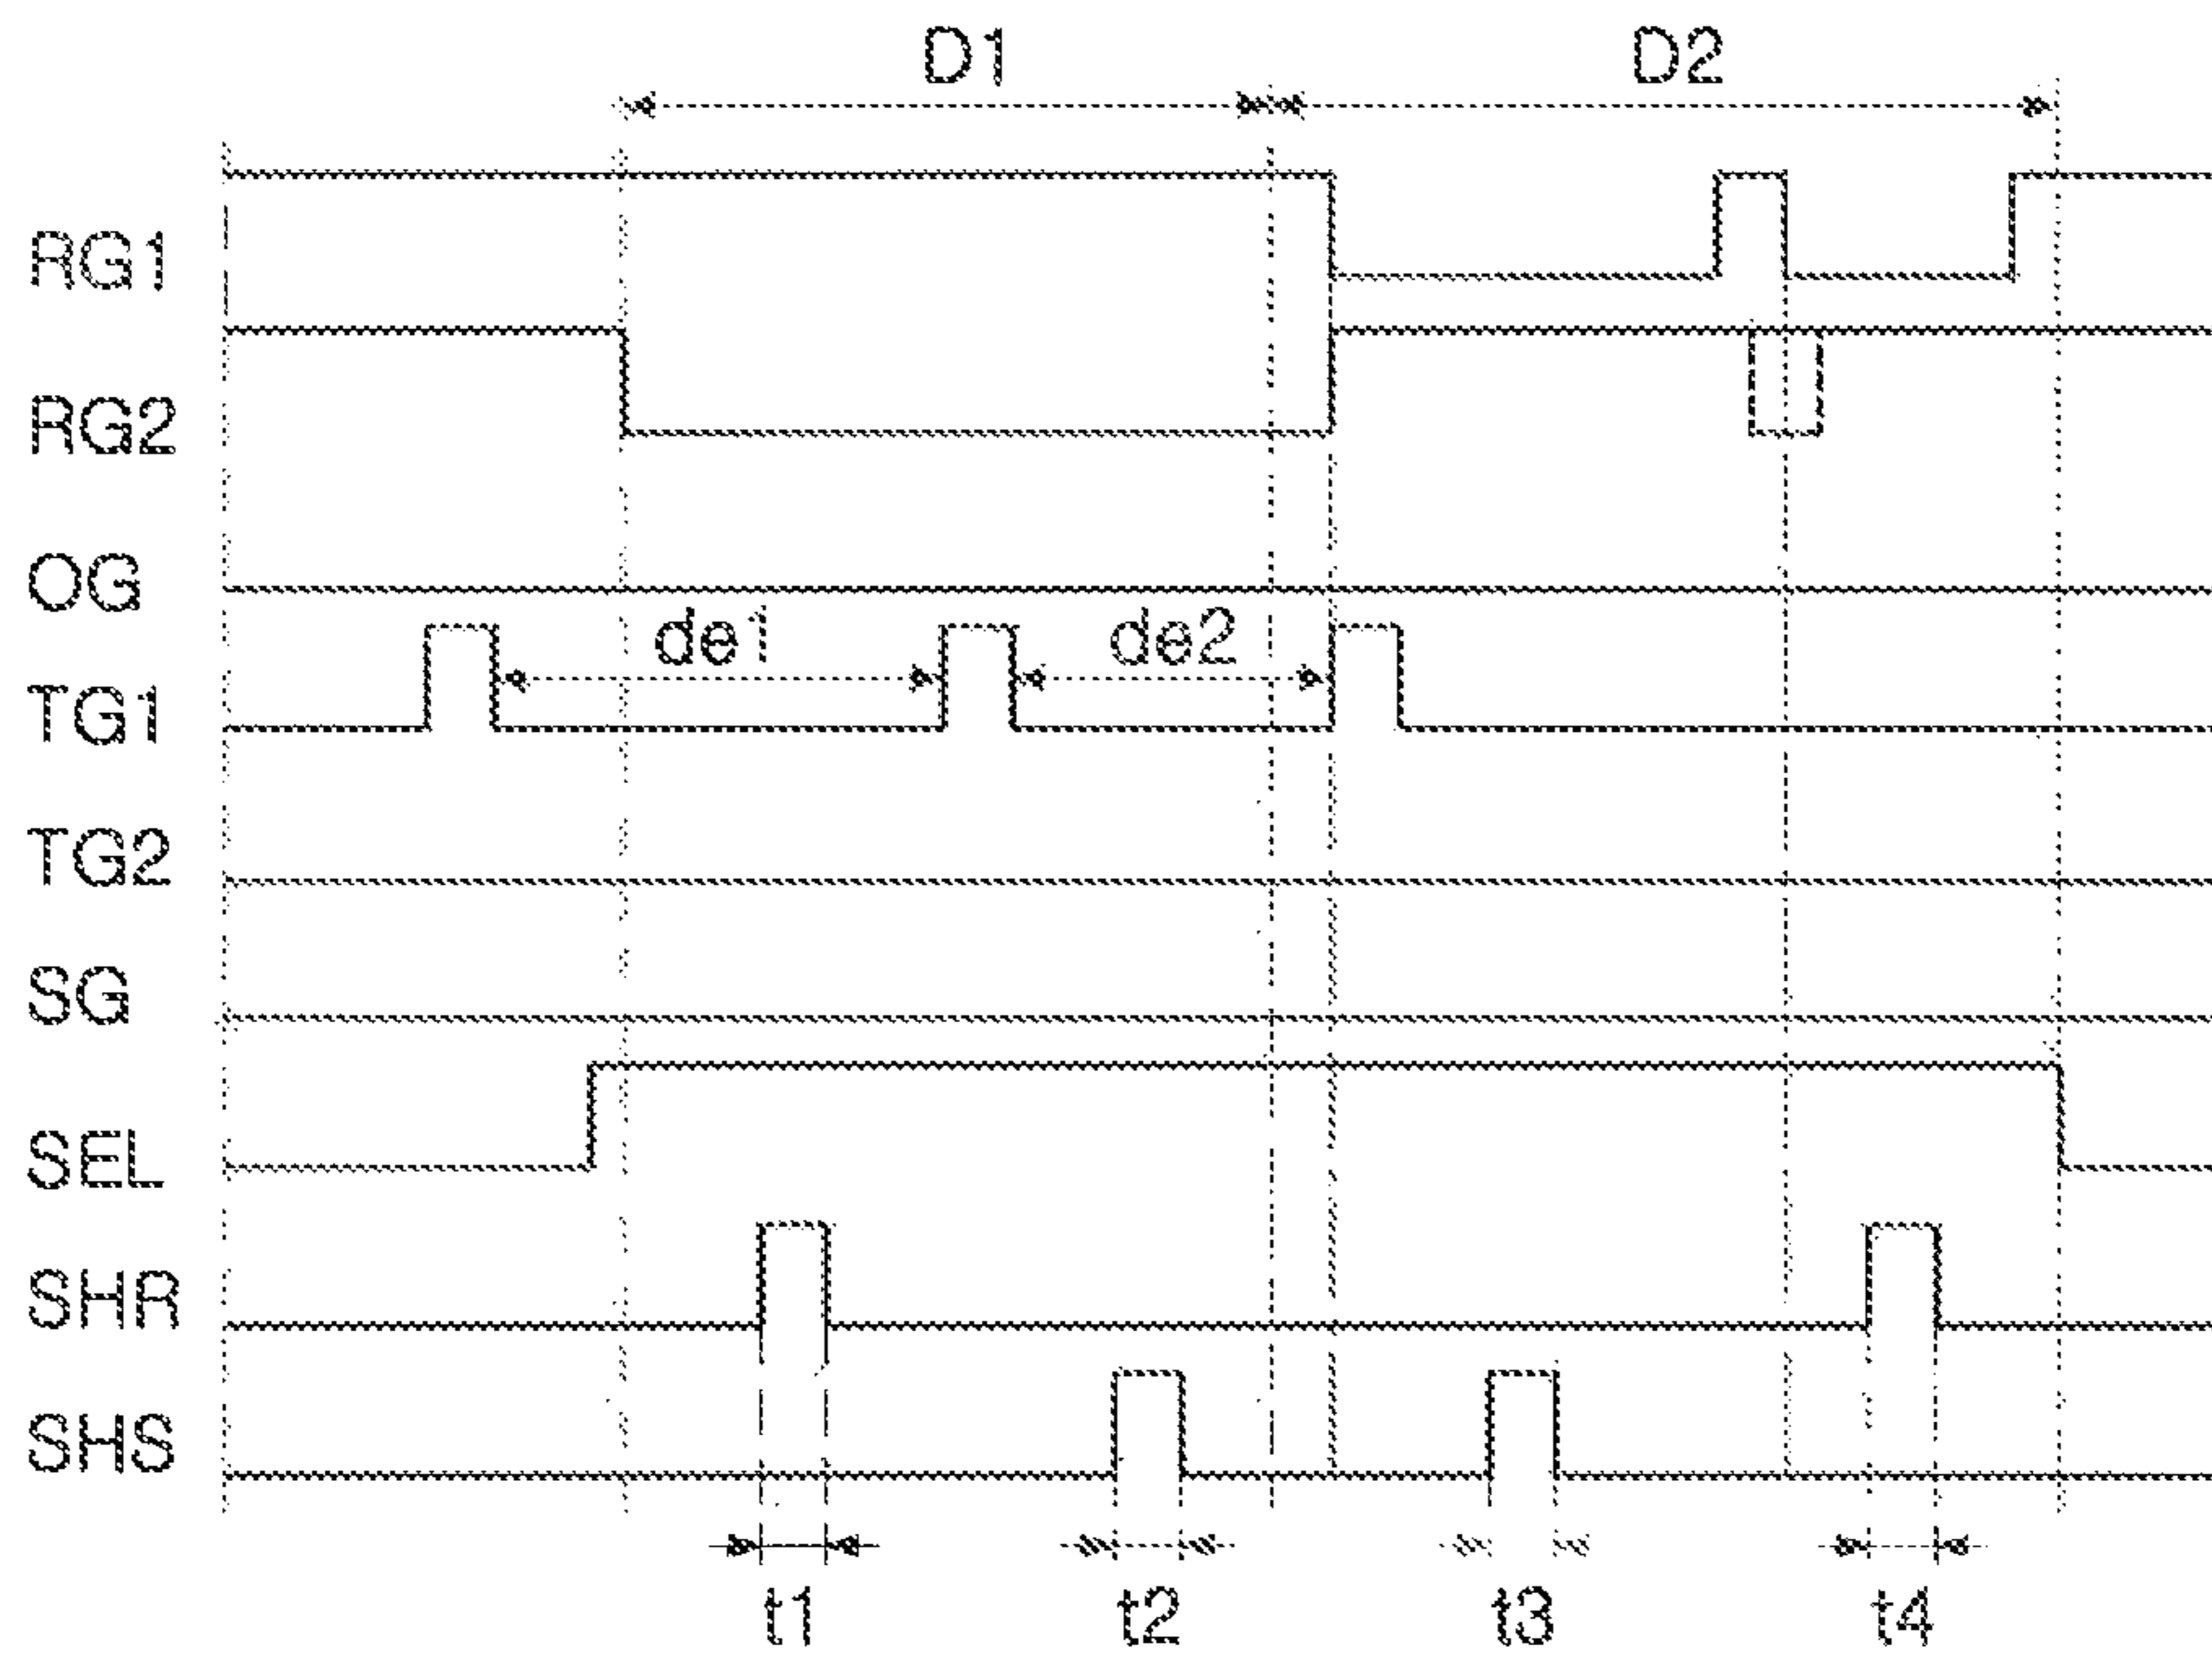 D1 D2
RG1
RG2
OG
de1 de2
TG1
TG2
SG
SEL
SHR
SHS
t1 t2 t3 t4